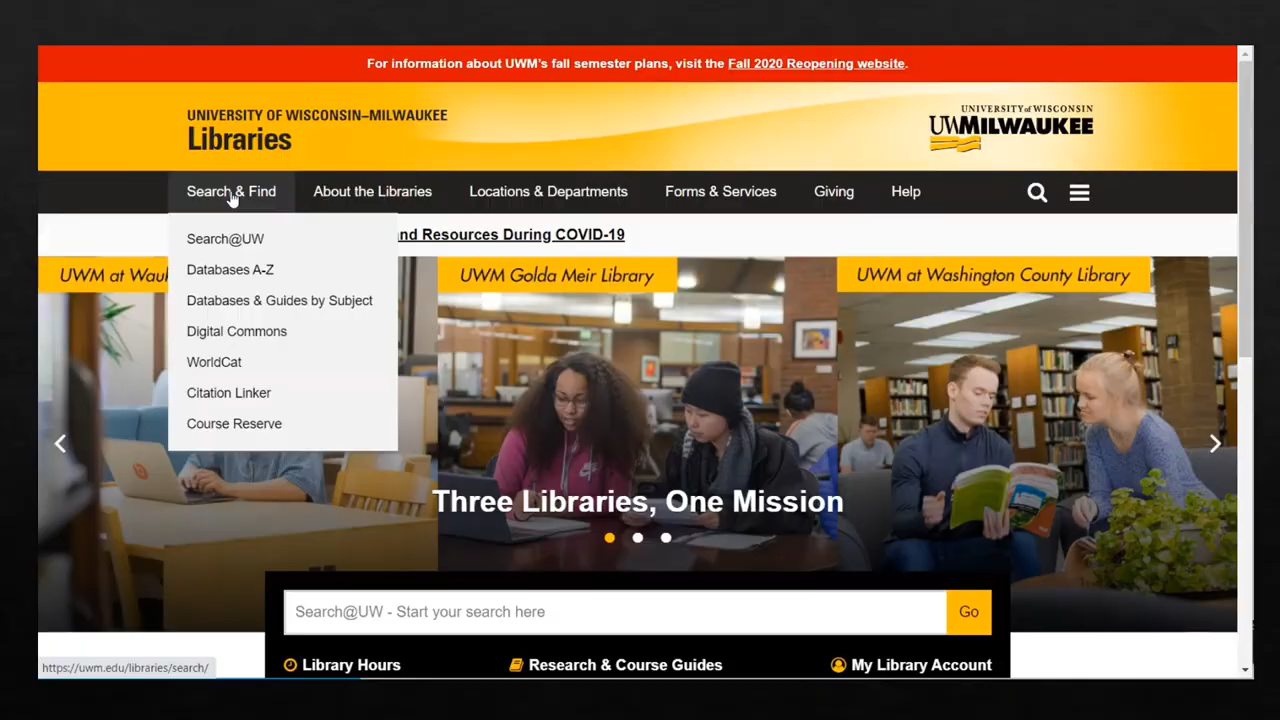 For information about UWM's fall semester plans, visit the Fall 2020 Reopening website.
UNIVERSITY OF WISCONSIN–MILWAUKEE
Libraries
UNIVERSITY of WISCONSIN
UWMILWAUKEE
Search & Find
About the Libraries
Locations & Departments
Forms & Services
Giving
Help
Search@UW
Databases A-Z
Databases & Guides by Subject
Digital Commons
WorldCat
Citation Linker
Course Reserve
and Resources During COVID-19
UWM at Wauk
UWM Golda Meir Library
UWM at Washington County Library
Three Libraries, One Mission
Search@UW - Start your search here
Go
Library Hours
Research & Course Guides
My Library Account
https://uwm.edu/libraries/search/